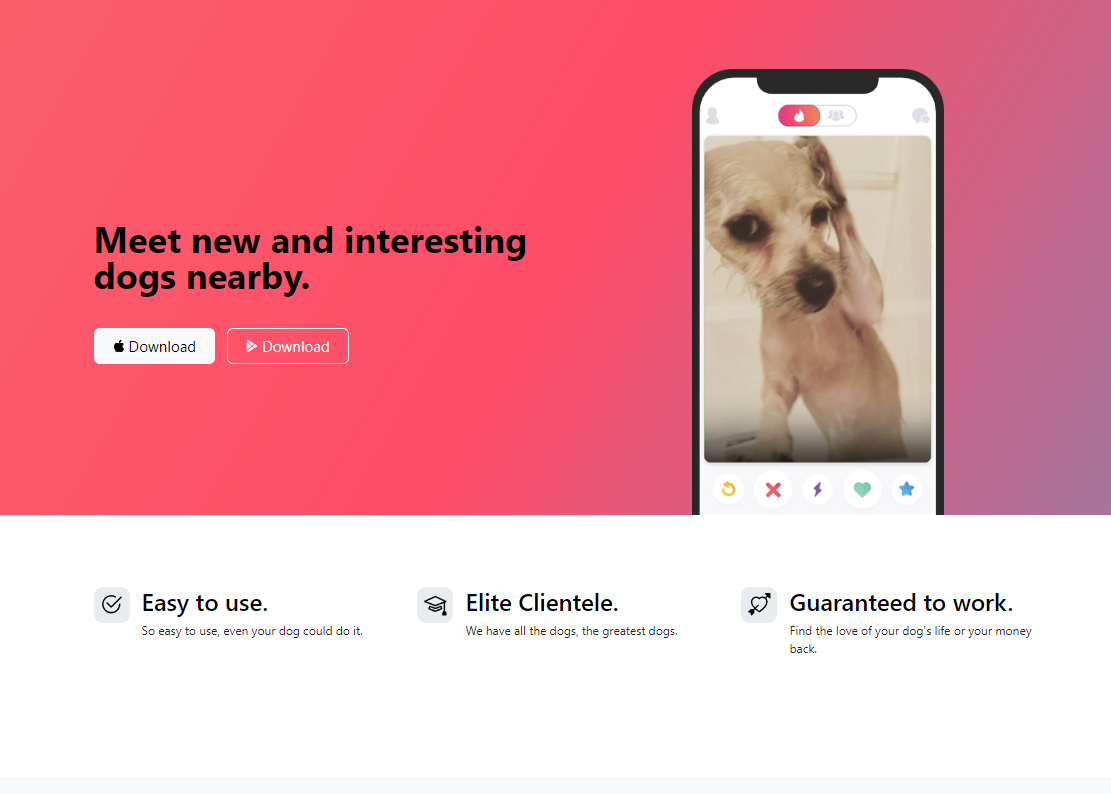 Meet new and interesting
dogs nearby.
Download
Download
Easy to use.
So easy to use, even your dog could do it.
Elite Clientele.
We have all the dogs, the greatest dogs.
Guaranteed to work.
Find the love of your dog's life or your money
back.